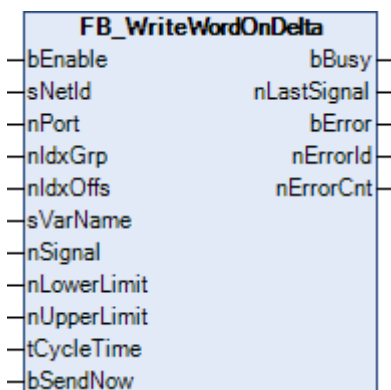 FB_WriteWordOnDelta
bEnable bBusy
sNetId nLastSignal
nPort bError
nIdxGrp nErrorId
nIdxOffs nErrorCnt
sVarName
nSignal
nLowerLimit
nUpperLimit
tCycleTime
bSendNow